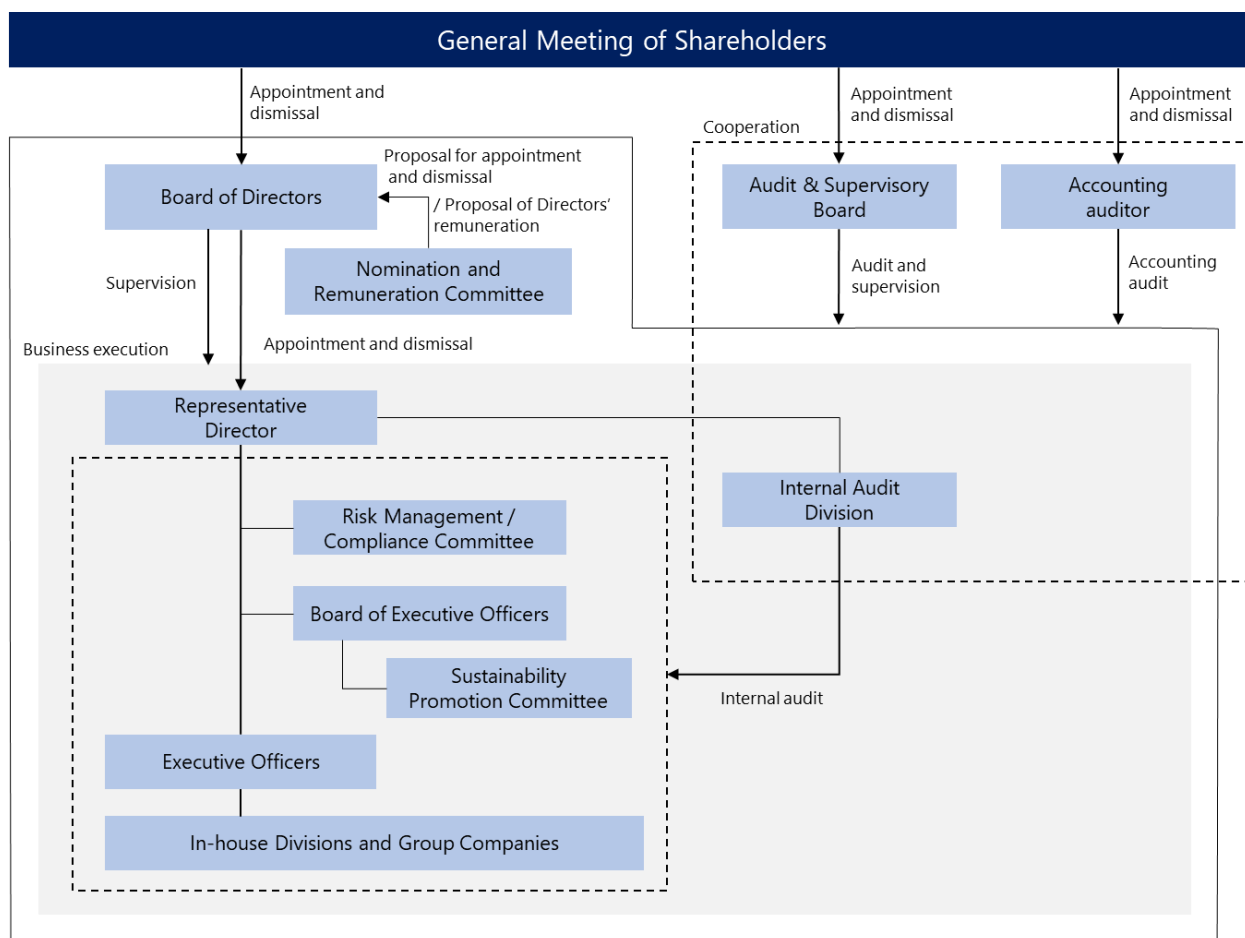 General Meeting of Shareholders
Appointment and
dismissal
Appointment
and dismissal
Appointment
and dismissal
Cooperation
Proposal for appointment
and dismissal
/ Proposal of Directors'
remuneration
Board of Directors
Audit & Supervisory
Board
Accounting
auditor
Nomination and
Remuneration Committee
Supervision
Audit and
supervision
Accounting
audit
Business execution
Appointment and dismissal
Representative
Director
Internal Audit
Division
Risk Management /
Compliance Committee
Board of Executive Officers
Sustainability
Promotion Committee
Internal audit
Executive Officers
In-house Divisions and Group Companies